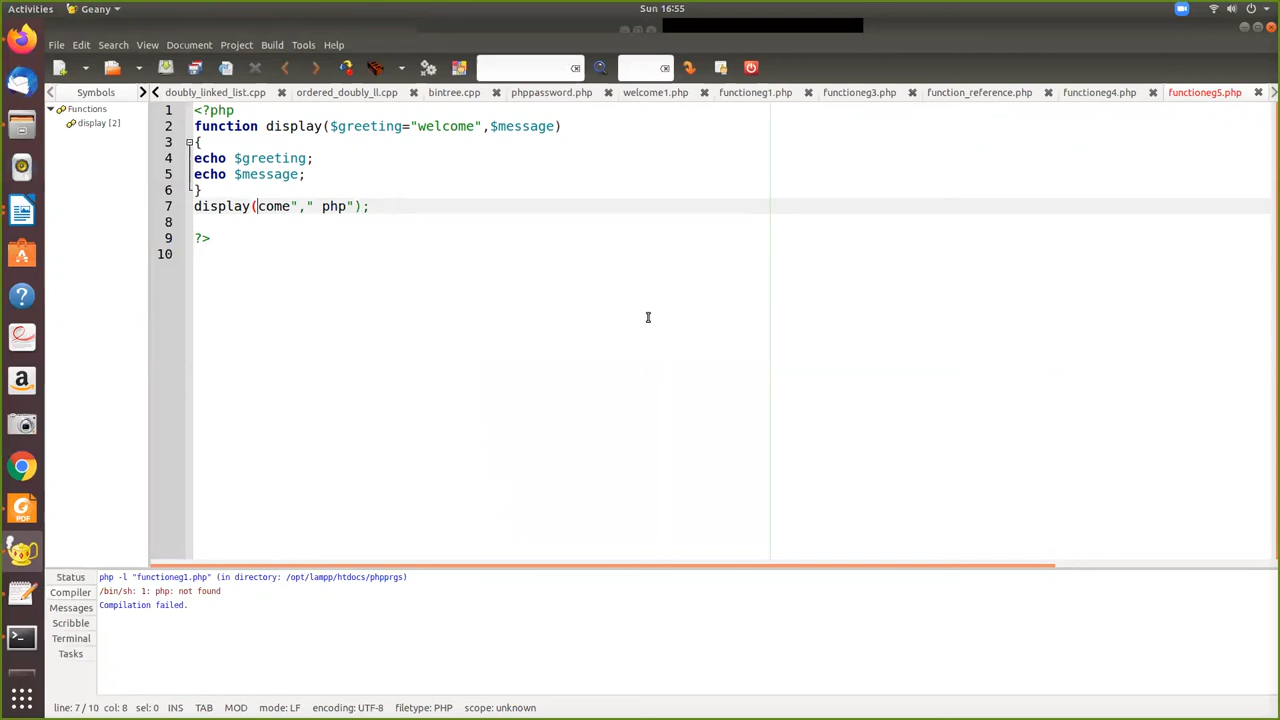 Activities Geany Sun 16:55
File Edit Search View Document Project Build Tools Help
Symbols doubly_linked_list.cpp ordered_doubly_ll.cpp bintree.cpp phppassword.php welcome1.php functioneg1.php functioneg3.php function_reference.php functioneg4.php functioneg5.php
Functions
display [2]
1 <?php
2 function display($greeting="welcome",$message)
3 {
4 echo $greeting;
5 echo $message;
6 }
7 display(come"," php");
8
9 ?>
10
Status php -l "functioneg1.php" (in directory: /opt/lampp/htdocs/phpprgs)
Compiler /bin/sh: 1: php: not found
Messages Compilation failed.
Scribble
Terminal
Tasks
line: 7 / 10 col: 8 sel: 0 INS TAB MOD mode: LF encoding: UTF-8 filetype: PHP scope: unknown